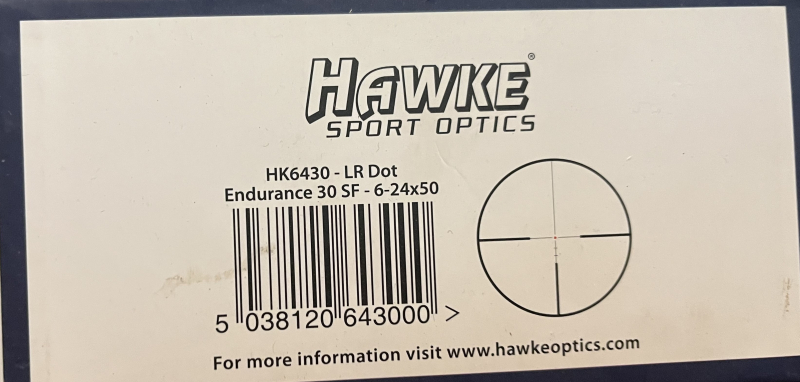 HAWKE®
SPORT OPTICS
HK6430 - LR Dot
Endurance 30 SF - 6-24x50
5 038120 643000 >
For more information visit www.hawkeoptics.com